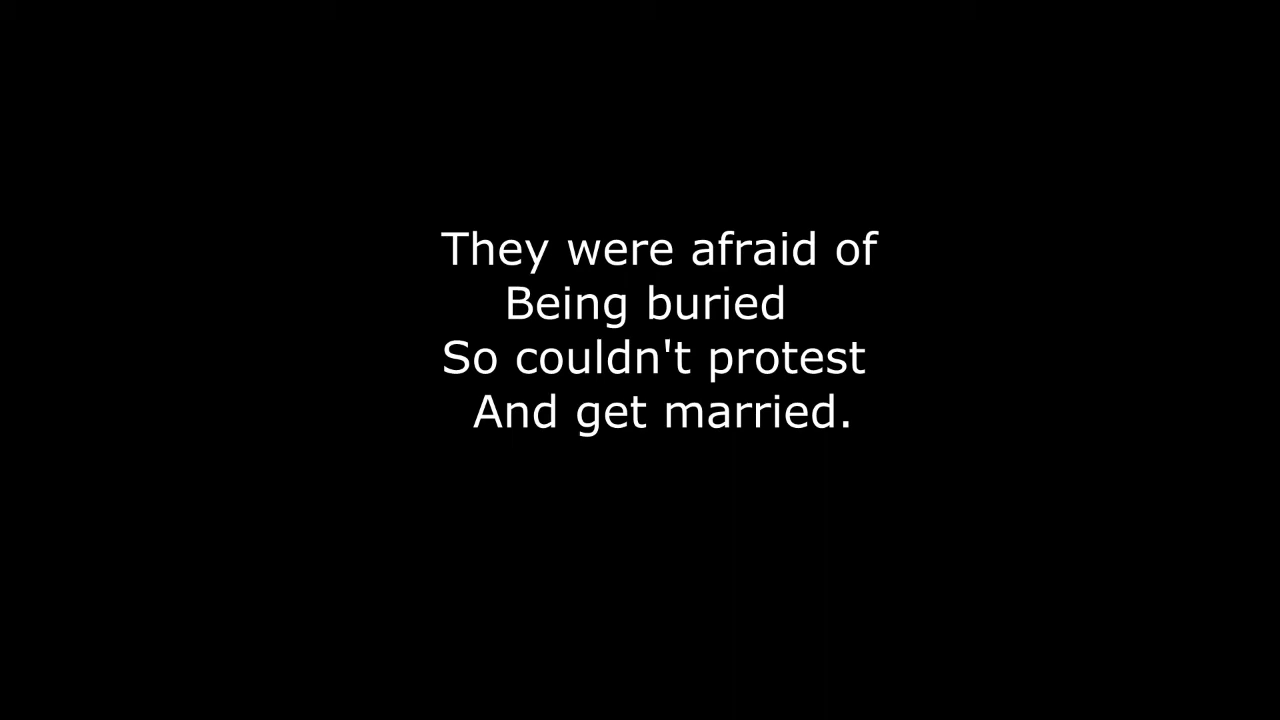 They were afraid of
Being buried
So couldn't protest
And get married.